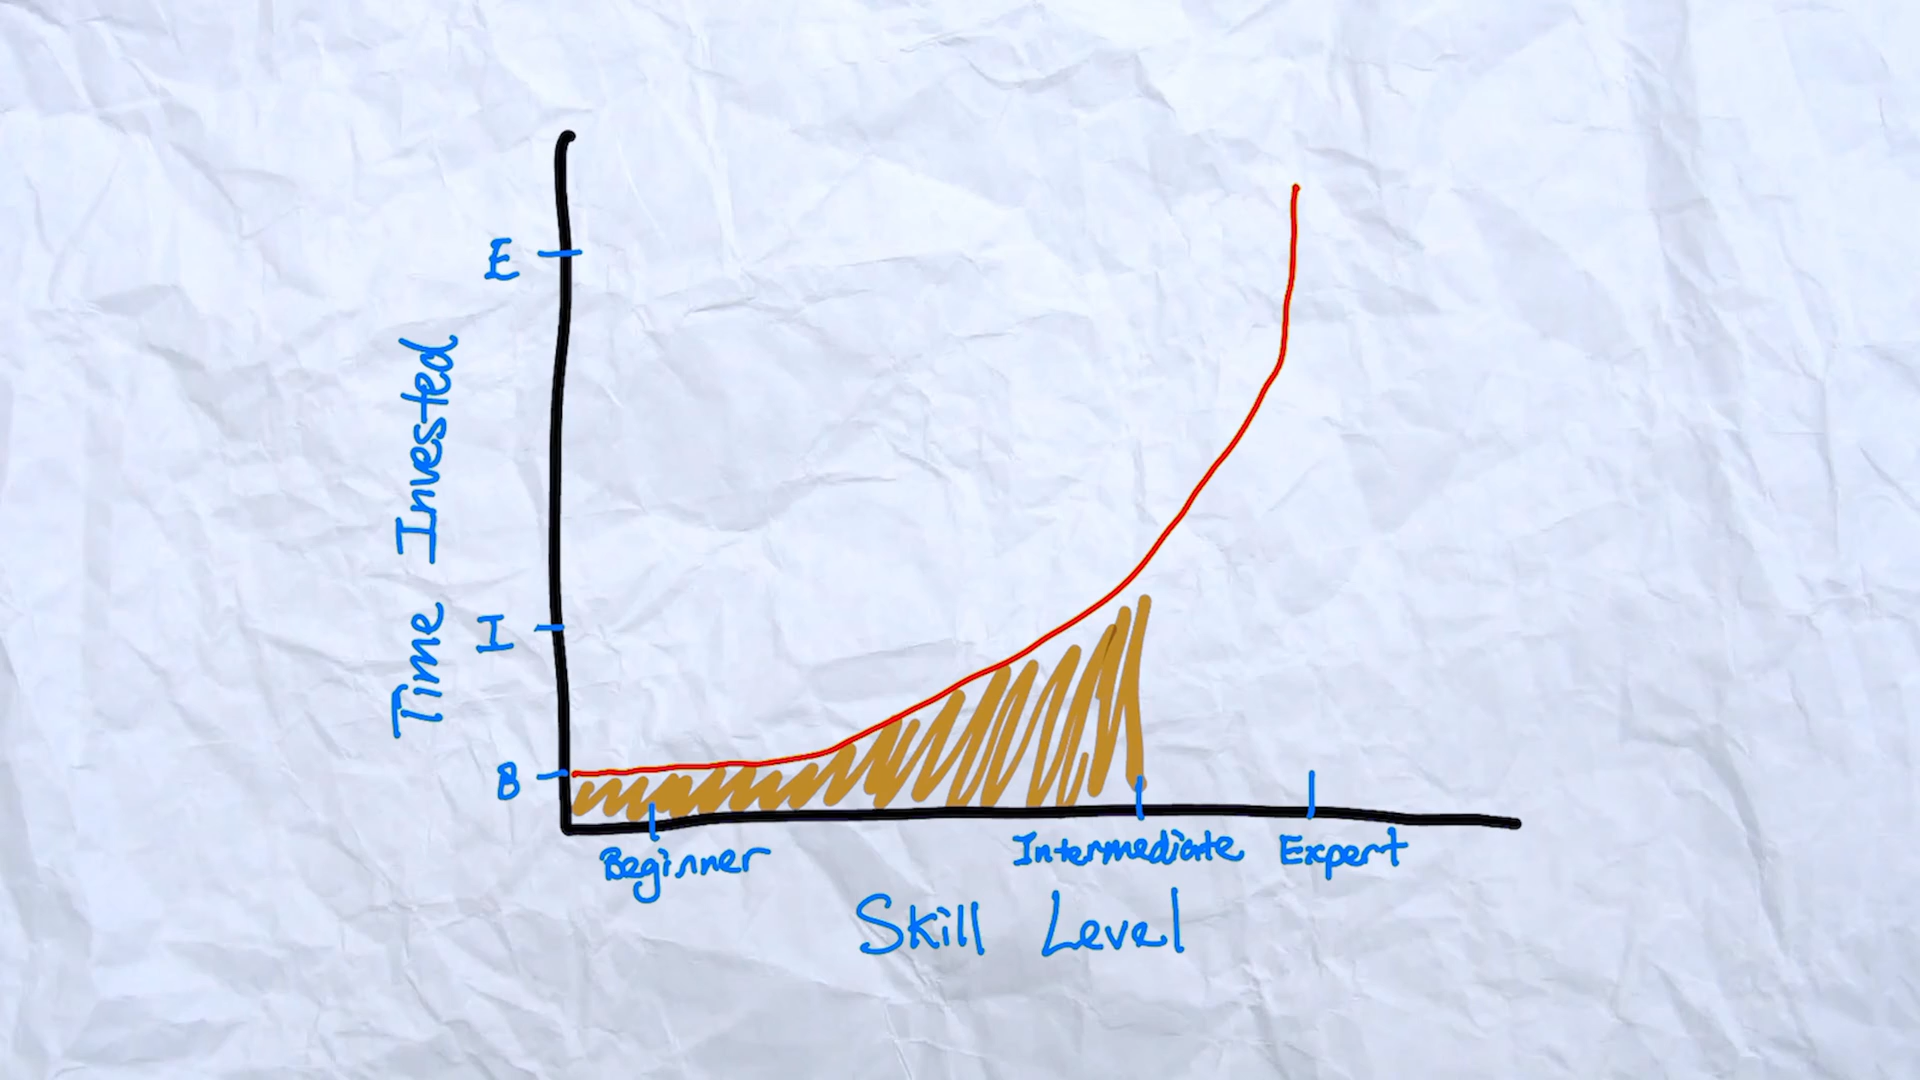 E
Time Invested
I
B
Beginner
Intermediate
Expert
Skill Level